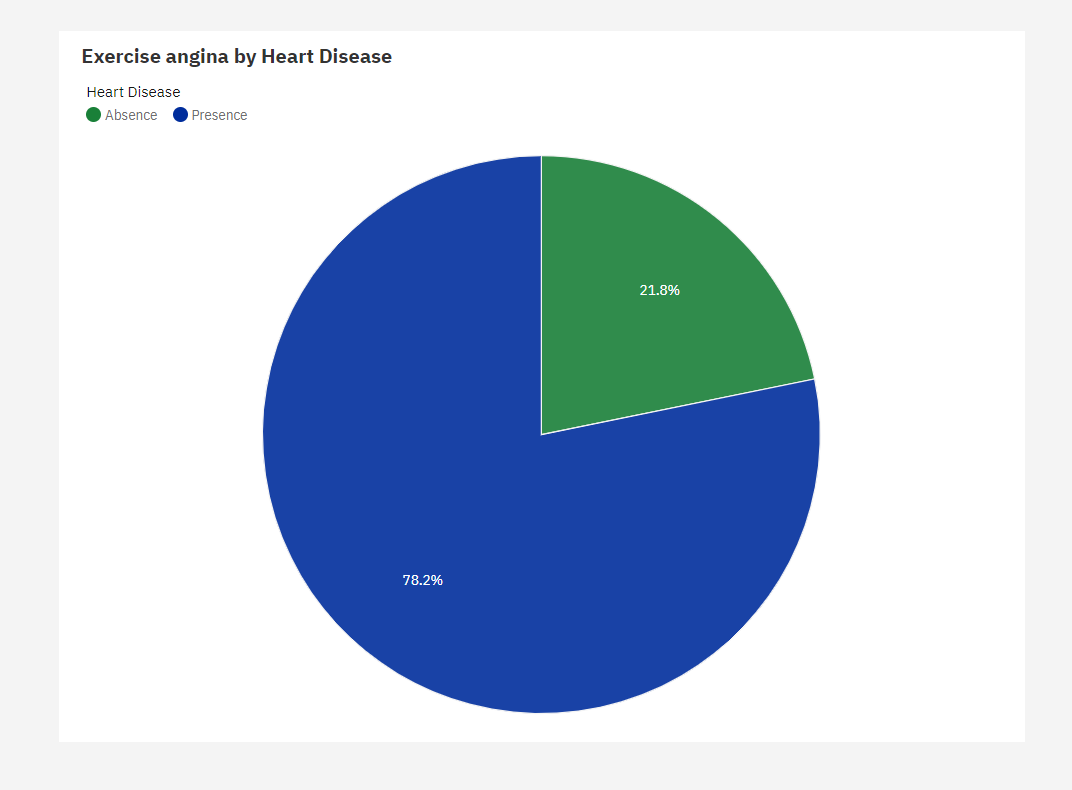 Exercise angina by Heart Disease
Heart Disease
Absence Presence
21.8%
78.2%